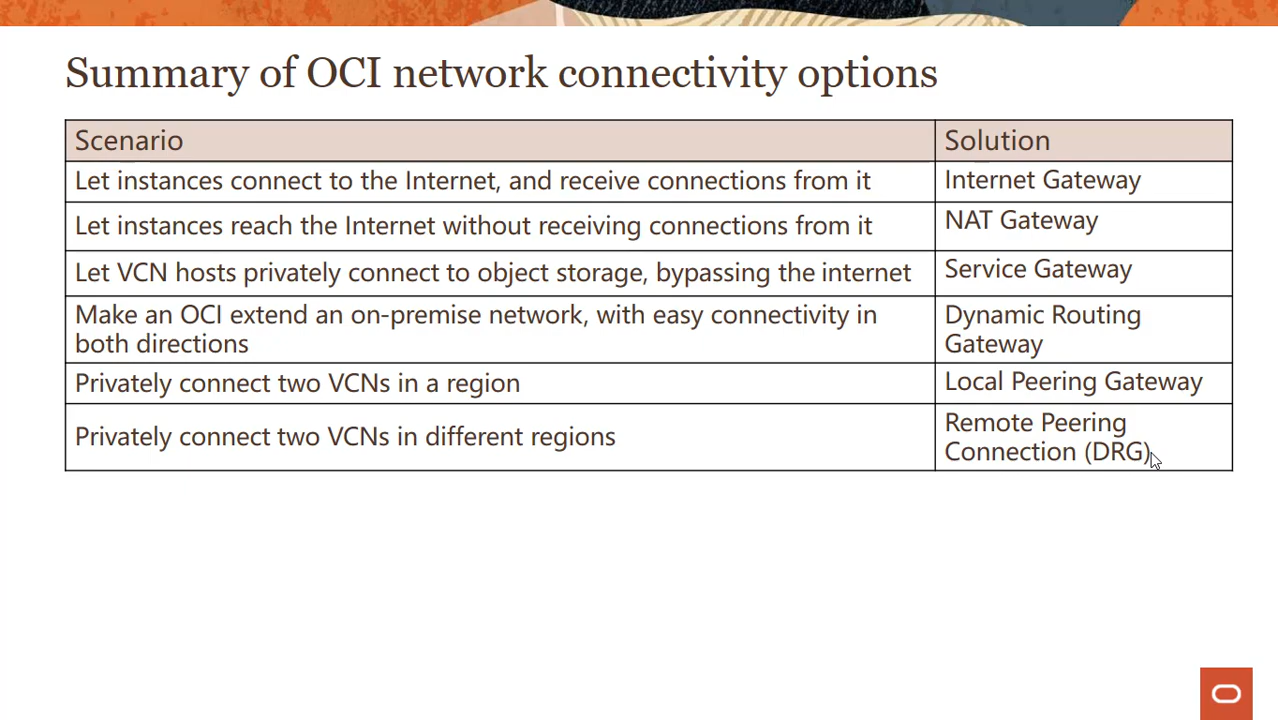 Summary of OCI network connectivity options
Scenario
Solution
Let instances connect to the Internet, and receive connections from it
Internet Gateway
Let instances reach the Internet without receiving connections from it
NAT Gateway
Let VCN hosts privately connect to object storage, bypassing the internet
Service Gateway
Make an OCI extend an on-premise network, with easy connectivity in
both directions
Dynamic Routing
Gateway
Privately connect two VCNs in a region
Local Peering Gateway
Privately connect two VCNs in different regions
Remote Peering
Connection (DRG)